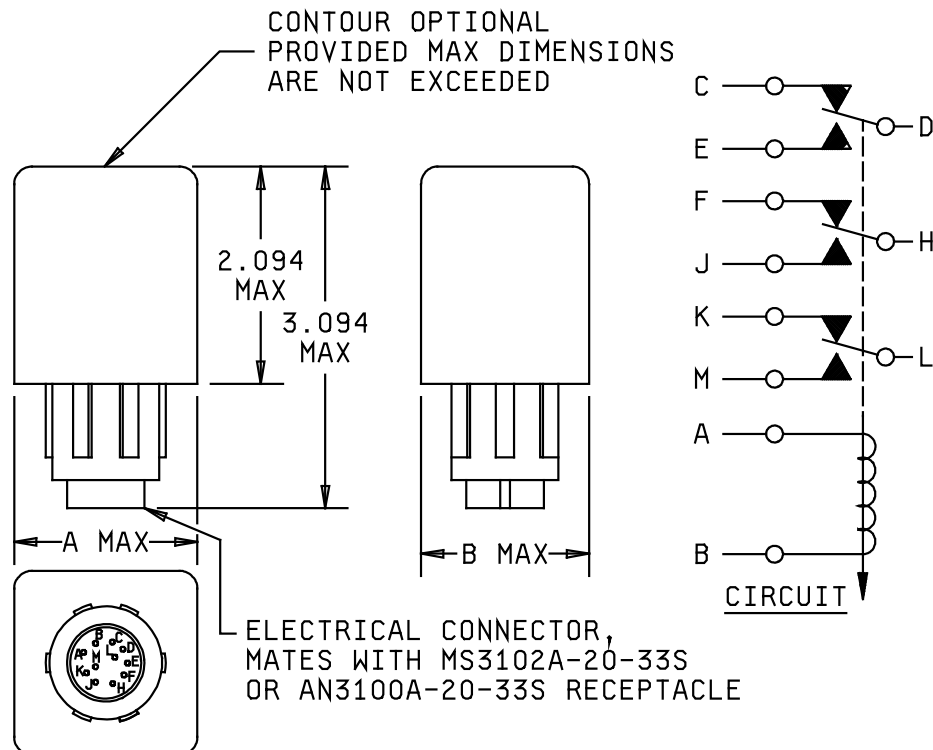 CONTOUR OPTIONAL
PROVIDED MAX DIMENSIONS
ARE NOT EXCEEDED
2.094
MAX
3.094
MAX
A MAX
B MAX
C
D
E
F
H
J
K
L
M
A
B
CIRCUIT
B
C
D
A
M
L
E
K
F
J
H
ELECTRICAL CONNECTOR,
MATES WITH MS3102A-20-33S
OR AN3100A-20-33S RECEPTACLE